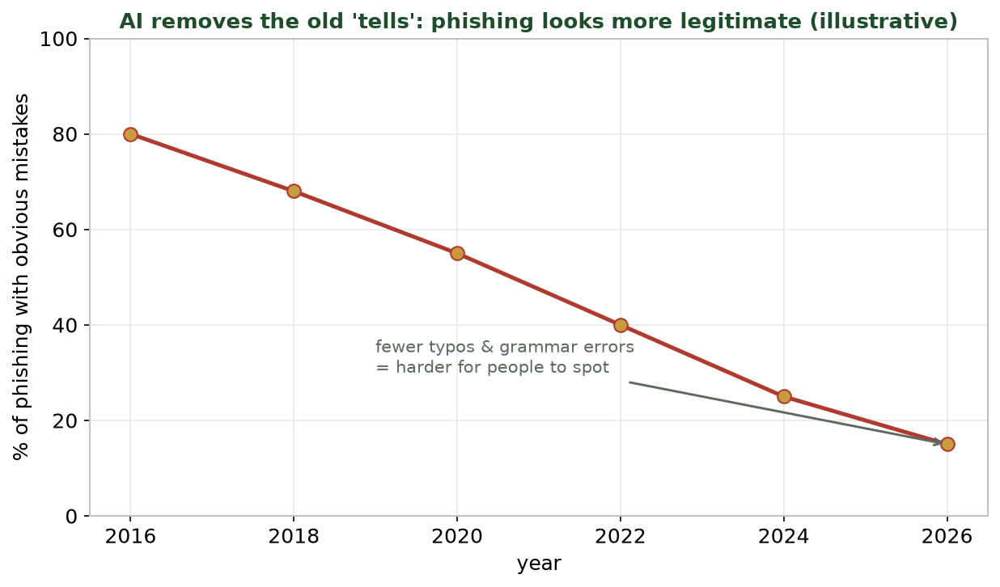 AI removes the old 'tells': phishing looks more legitimate (illustrative)
% of phishing with obvious mistakes
100
80
60
40
20
0
fewer typos & grammar errors
= harder for people to spot
2016 2018 2020 2022 2024 2026
year